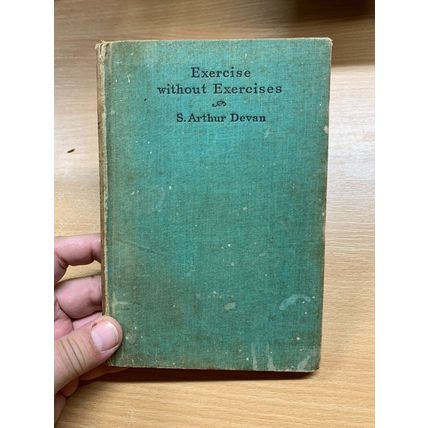 Exercise
without Exercises
S. Arthur Devan